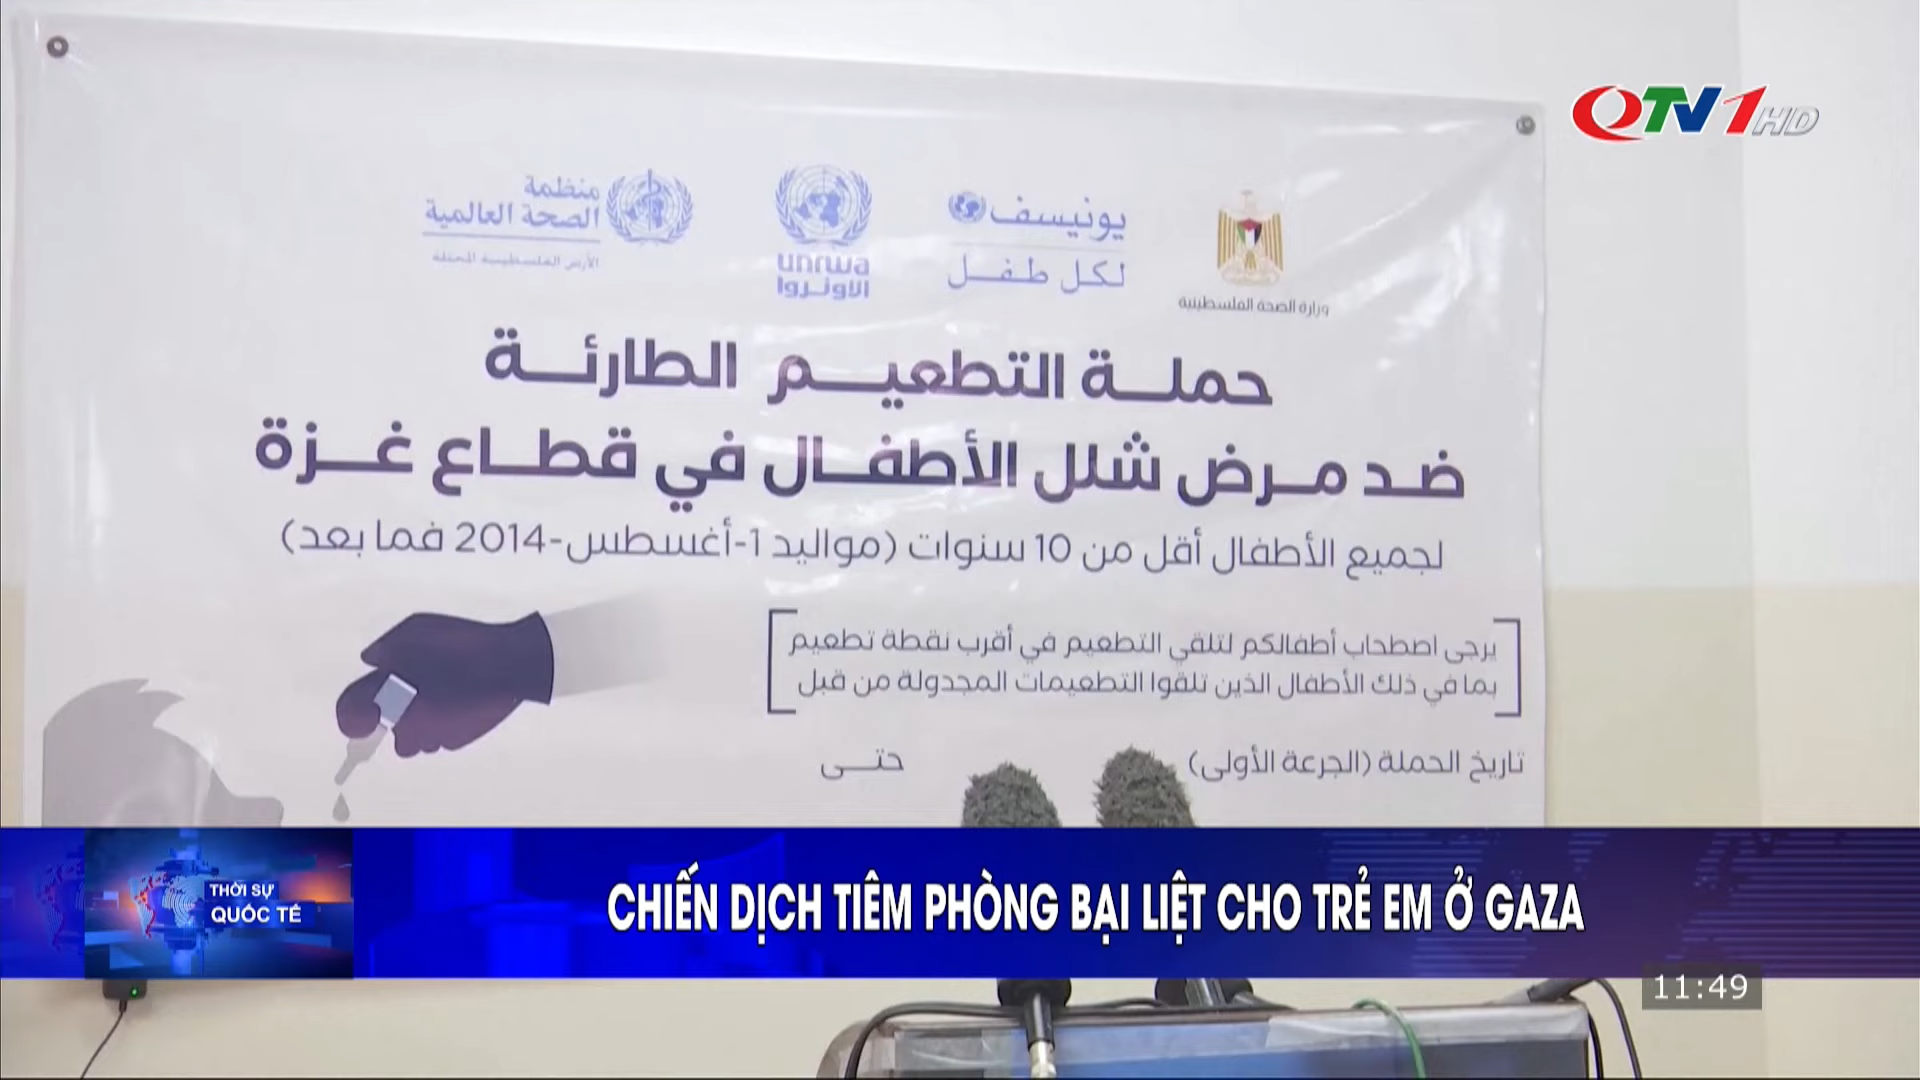 QTV1HD
منظمة
الصحة العالمية
الأرض الفلسطينية المحتلة
unrwa
الأونروا
يونيسف
لكل طفل
وزارة الصحة الفلسطينية
حملة التطعيم الطارئة
ضد مرض شلل الأطفال في قطاع غزة
لجميع الأطفال أقل من 10 سنوات (مواليد 1-أغسطس-2014 فما بعد)
يرجى اصطحاب أطفالكم لتلقي التطعيم في أقرب نقطة تطعيم
بما في ذلك الأطفال الذين تلقوا التطعيمات المجدولة من قبل
تاريخ الحملة (الجرعة الأولى) حتى
THỜI SỰ
QUỐC TẾ
CHIẾN DỊCH TIÊM PHÒNG BẠI LIỆT CHO TRẺ EM Ở GAZA
11:49